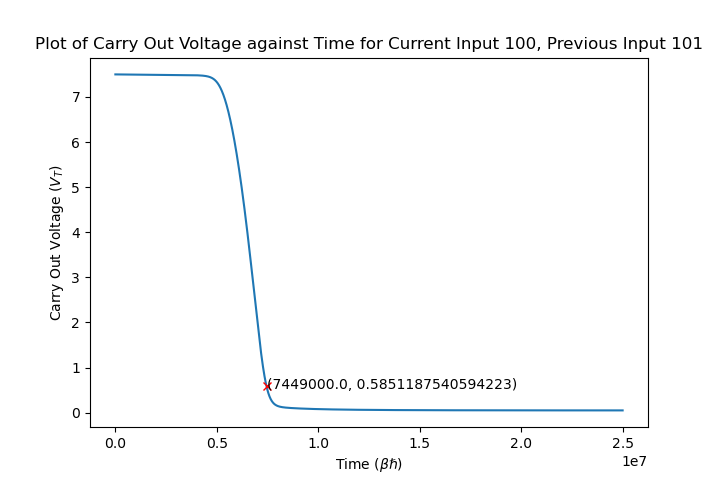 Plot of Carry Out Voltage against Time for Current Input 100, Previous Input 101
Carry Out Voltage (V_T)
7
6
5
4
3
2
1
0
(7449000.0, 0.5851187540594223)
0.0 0.5 1.0 1.5 2.0 2.5
1e7
Time (βħ)